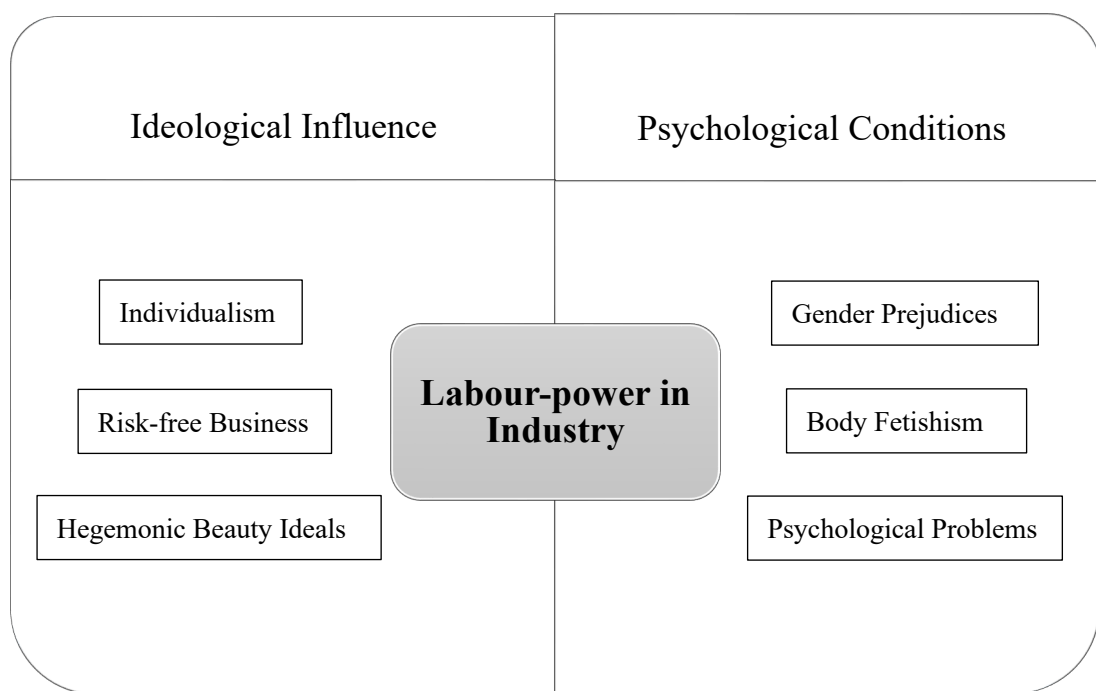 Ideological Influence
Psychological Conditions
Individualism
Risk-free Business
Hegemonic Beauty Ideals
Labour-power in
Industry
Gender Prejudices
Body Fetishism
Psychological Problems